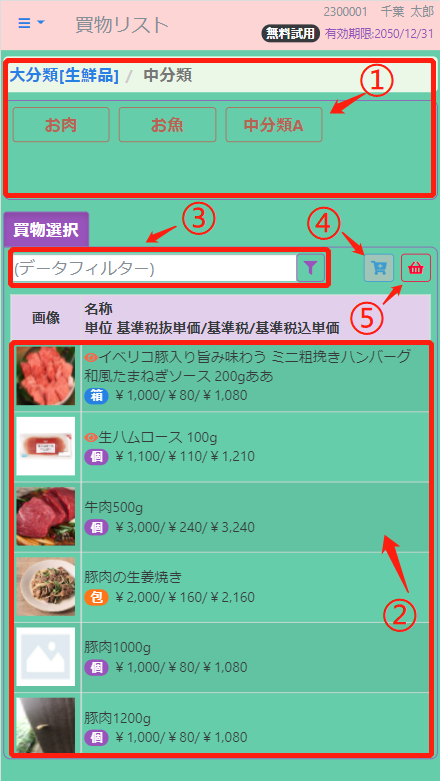 2300001 千葉 太郎
買物リスト
無料試用 有効期限:2050/12/31
大分類[生鮮品] / 中分類
①
お肉 お魚 中分類A
③
④
買物選択
(データフィルター)
⑤
画像 名称
単位 基準税抜単価/基準税/基準税込単価
イベリコ豚入り旨み味わう ミニ粗挽きハンバーグ
和風たまねぎソース 200gああ
箱 ￥1,000/￥80/￥1,080
生ハムロース 100g
個 ￥1,100/￥110/￥1,210
牛肉500g
個 ￥3,000/￥240/￥3,240
豚肉の生姜焼き
包 ￥2,000/￥160/￥2,160
②
豚肉1000g
個 ￥1,000/￥80/￥1,080
豚肉1200g
個 ￥1,000/￥80/￥1,080